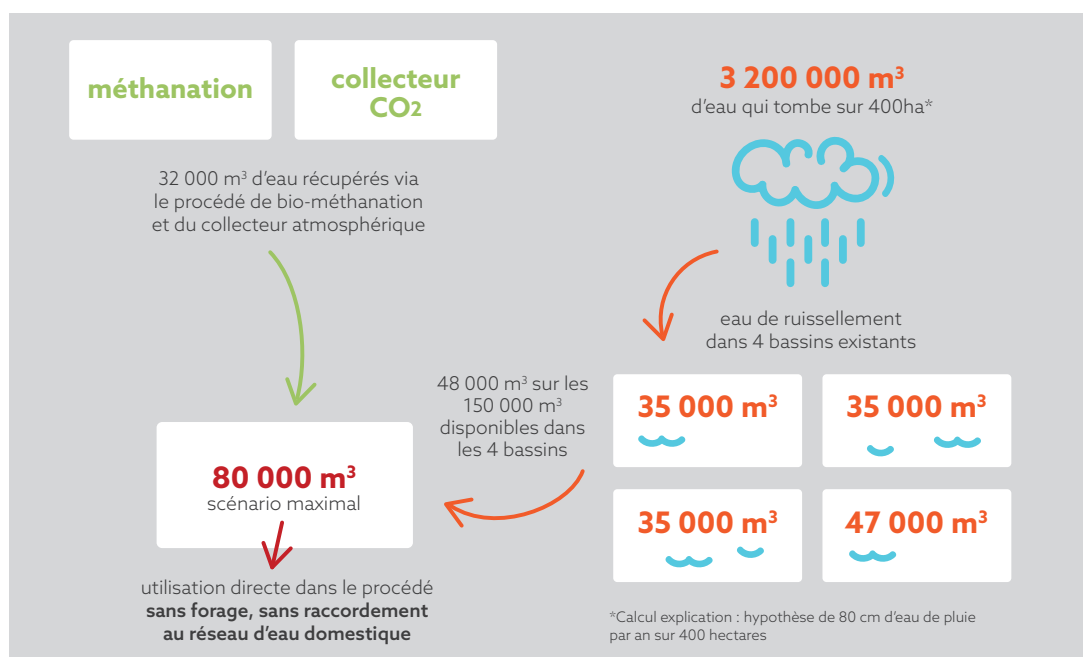 méthanation
collecteur
CO2
32 000 m³ d'eau récupérés via
le procédé de bio-méthanation
et du collecteur atmosphérique
3 200 000 m³
d'eau qui tombe sur 400ha*
eau de ruissellement
dans 4 bassins existants
35 000 m³
35 000 m³
35 000 m³
47 000 m³
48 000 m³ sur les
150 000 m³
disponibles dans
les 4 bassins
80 000 m³
scénario maximal
utilisation directe dans le procédé
sans forage, sans raccordement
au réseau d'eau domestique
*Calcul explication : hypothèse de 80 cm d'eau de pluie
par an sur 400 hectares